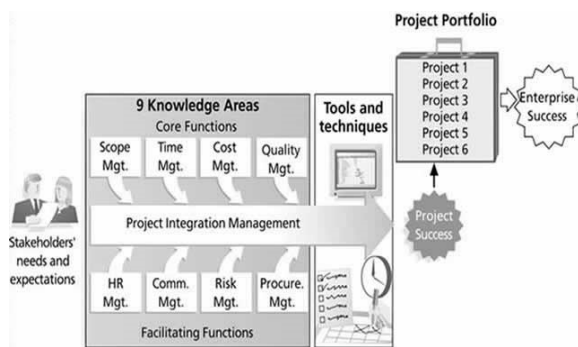 Project Portfolio
Project 1
Project 2
Project 3
Project 4
Project 5
Project 6
Enterprise
Success
9 Knowledge Areas
Core Functions
Tools and
techniques
Scope
Mgt.
Time
Mgt.
Cost
Mgt.
Quality
Mgt.
Project Integration Management
Project
Success
Stakeholders'
needs and
expectations
HR
Mgt.
Comm.
Mgt.
Risk
Mgt.
Procure.
Mgt.
Facilitating Functions